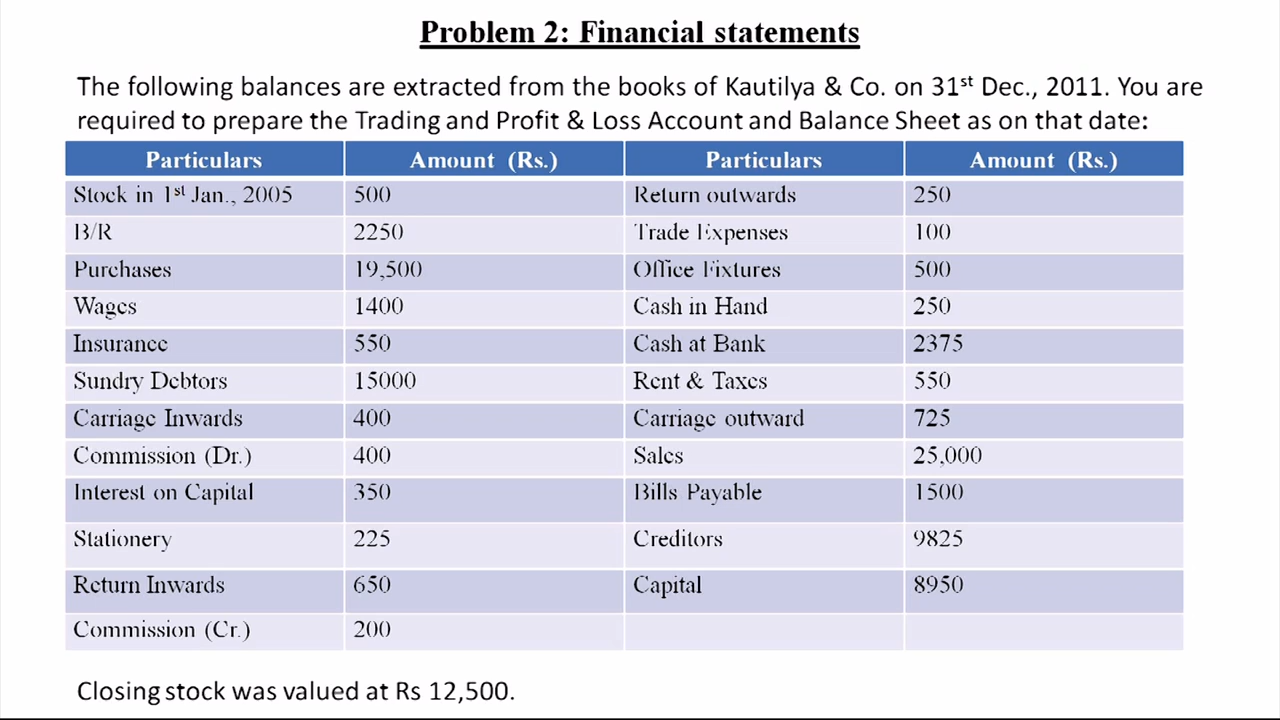 Problem 2: Financial statements
The following balances are extracted from the books of Kautilya & Co. on 31st Dec., 2011. You are
required to prepare the Trading and Profit & Loss Account and Balance Sheet as on that date:
Particulars Amount (Rs.) Particulars Amount (Rs.)
Stock in 1st Jan., 2005 500 Return outwards 250
B/R 2250 Trade Expenses 100
Purchases 19,500 Office Fixtures 500
Wages 1400 Cash in Hand 250
Insurance 550 Cash at Bank 2375
Sundry Debtors 15000 Rent & Taxes 550
Carriage Inwards 400 Carriage outward 725
Commission (Dr.) 400 Sales 25,000
Interest on Capital 350 Bills Payable 1500
Stationery 225 Creditors 9825
Return Inwards 650 Capital 8950
Commission (Cr.) 200
Closing stock was valued at Rs 12,500.